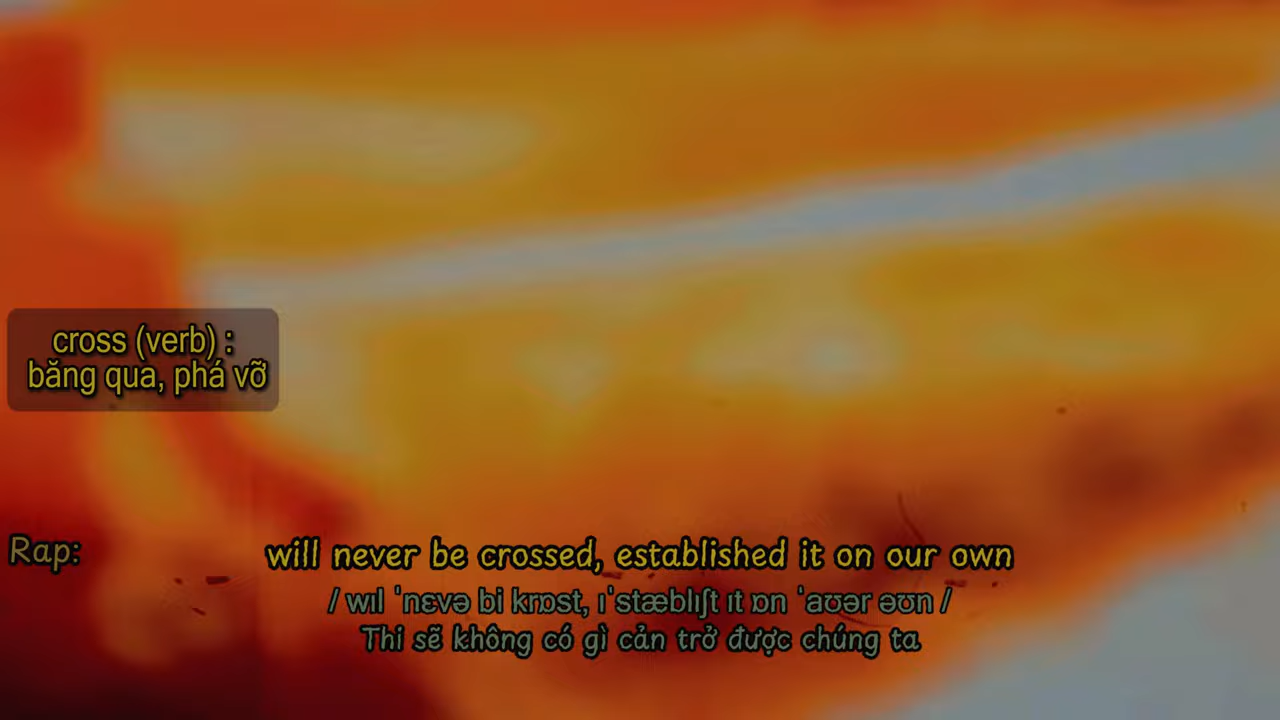 cross (verb) :
băng qua, phá vỡ
Rap:
will never be crossed, established it on our own
/ wɪl ˈnɛvə bi krɒst, ɪˈstæblɪʃt ɪt ɒn ˈaʊər əʊn /
Thi sẽ không có gì cản trở được chúng ta